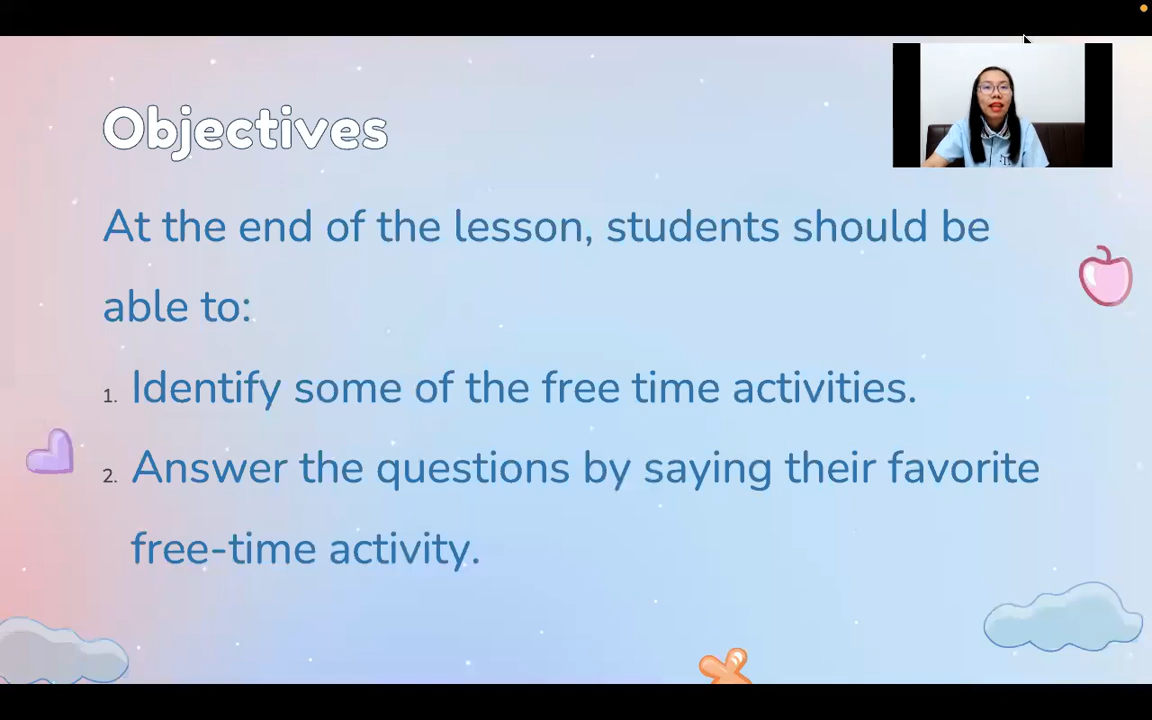 Objectives
At the end of the lesson, students should be
able to:
1. Identify some of the free time activities.
2. Answer the questions by saying their favorite
free-time activity.